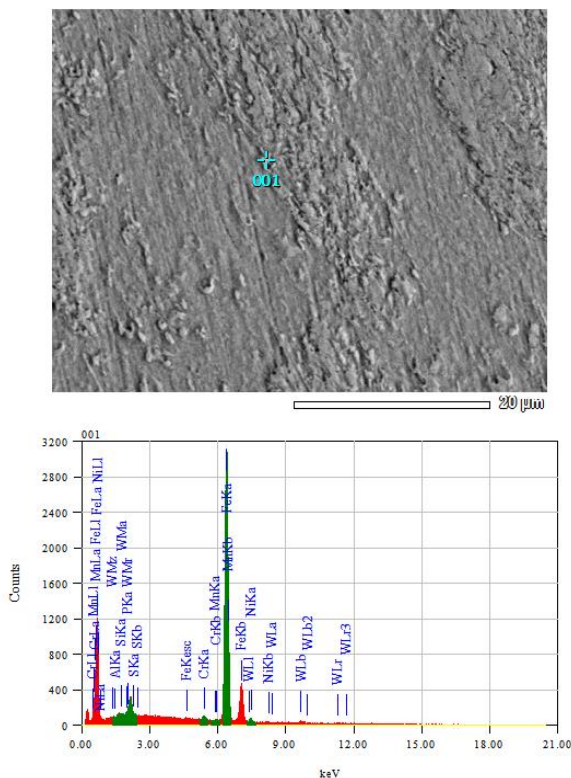 001
20 µm
001
3200
2800
2400
2000
1600
1200
800
400
0
Counts
CrLl
CrLa
MnLl
MnLa
FeLl
FeLa
NiLl
NiLa
WMz
AlKa
SiKa
WMa
PKa
WMr
SKa
SKb
FeKesc
CrKa
CrKb
MnKa
FeKa
MnKb
FeKb
NiKa
WLl
NiKb
WLa
WLb
WLb2
WLr
WLr3
0.00 3.00 6.00 9.00 12.00 15.00 18.00 21.00
keV